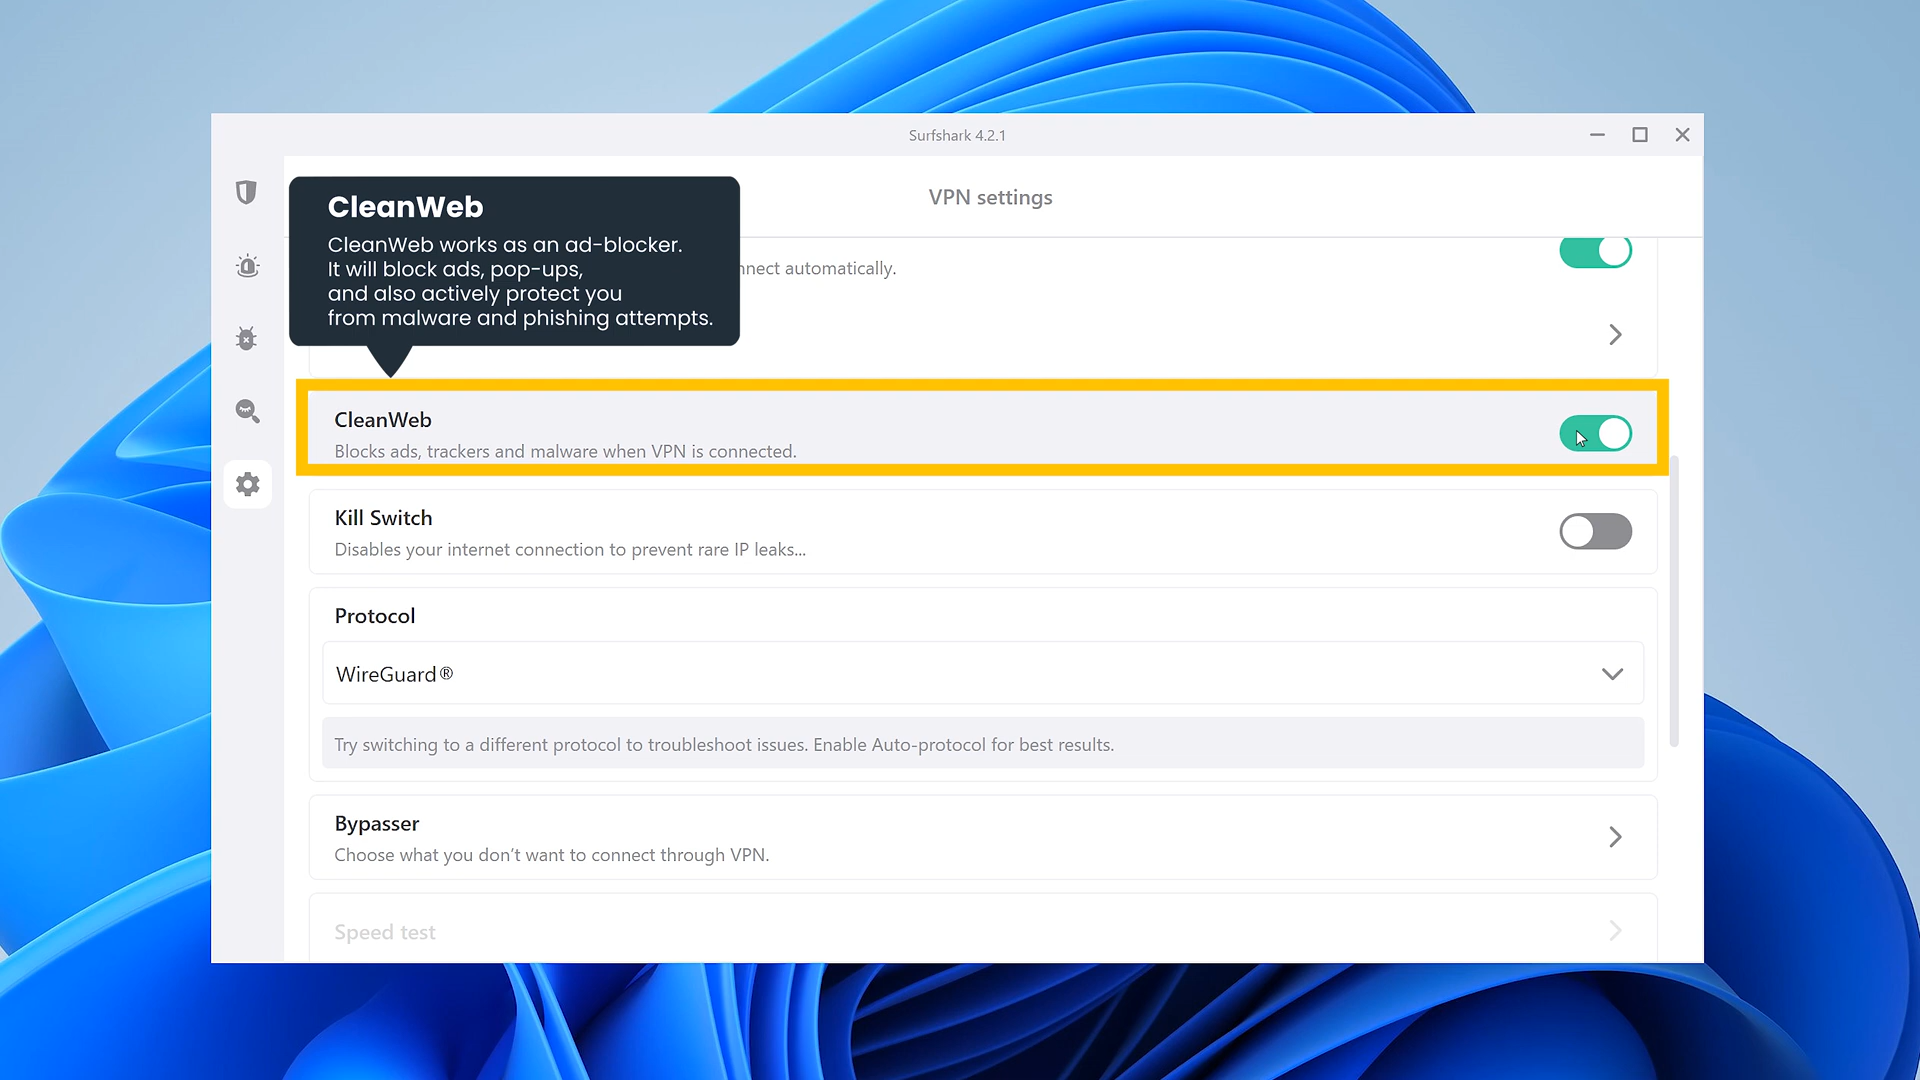 Surfshark 4.2.1
VPN settings
CleanWeb
CleanWeb works as an ad-blocker.
It will block ads, pop-ups,
and also actively protect you
from malware and phishing attempts.
automatically.
CleanWeb
Blocks ads, trackers and malware when VPN is connected.
Kill Switch
Disables your internet connection to prevent rare IP leaks...
Protocol
WireGuard®
Try switching to a different protocol to troubleshoot issues. Enable Auto-protocol for best results.
Bypasser
Choose what you don't want to connect through VPN.
Speed test